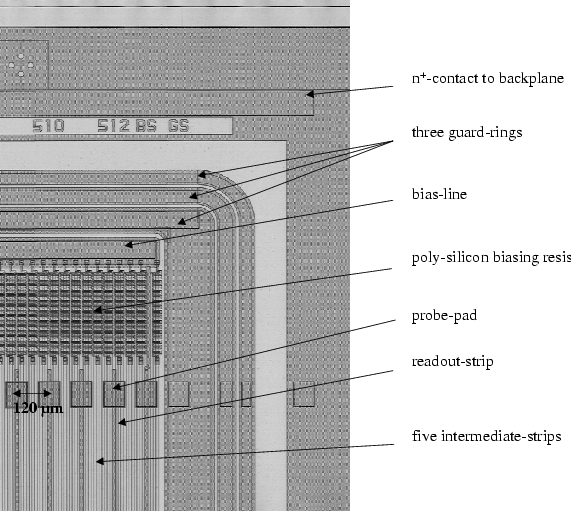 n⁺-contact to backplane
510 512 BG GS
three guard-rings
bias-line
poly-silicon biasing resis
probe-pad
readout-strip
120 μm
five intermediate-strips